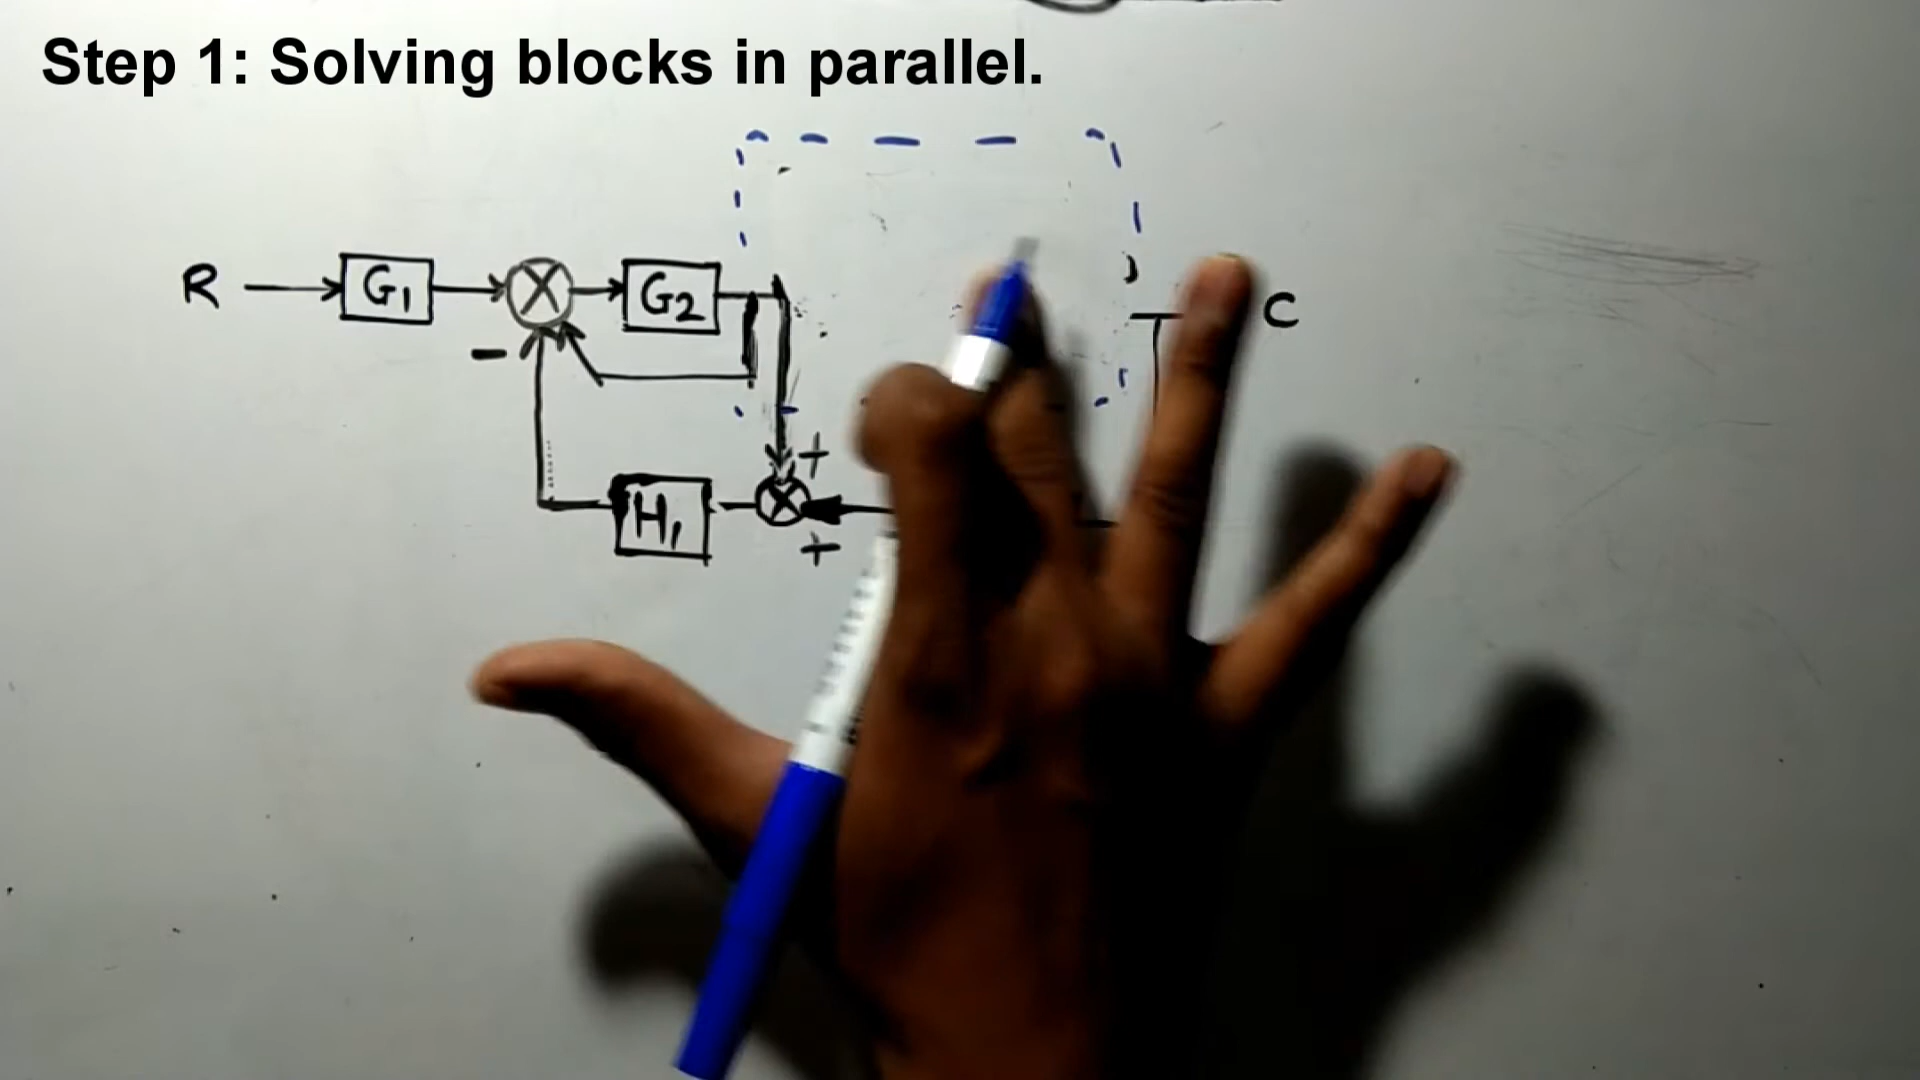 Step 1: Solving blocks in parallel.
R G1 G2 C
-
+
H1
+